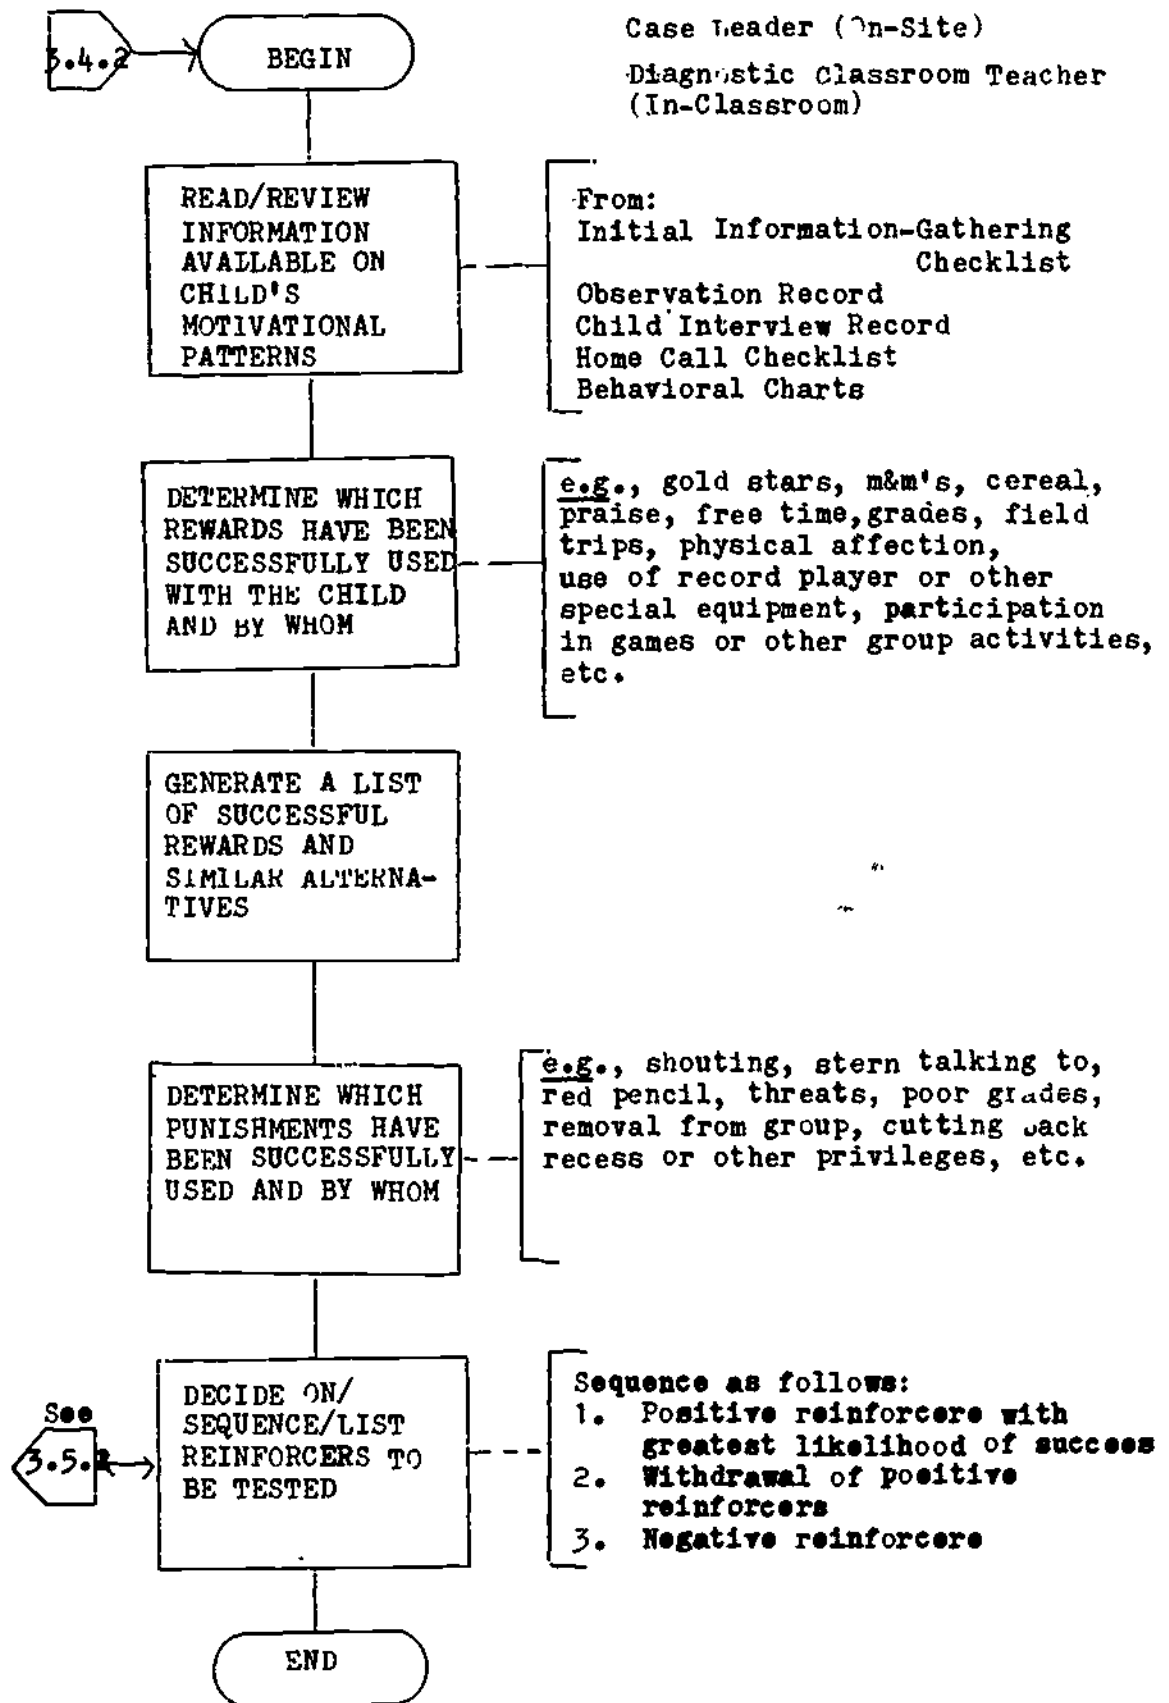 3.4.2
BEGIN
Case Leader (On-Site)
Diagnostic Classroom Teacher
(In-Classroom)
READ/REVIEW
INFORMATION
AVAILABLE ON
CHILD'S
MOTIVATIONAL
PATTERNS
From:
Initial Information-Gathering
Checklist
Observation Record
Child Interview Record
Home Call Checklist
Behavioral Charts
DETERMINE WHICH
REWARDS HAVE BEEN
SUCCESSFULLY USED
WITH THE CHILD
AND BY WHOM
e.g., gold stars, m&m's, cereal,
praise, free time,grades, field
trips, physical affection,
use of record player or other
special equipment, participation
in games or other group activities,
etc.
GENERATE A LIST
OF SUCCESSFUL
REWARDS AND
SIMILAR ALTERNA-
TIVES
DETERMINE WHICH
PUNISHMENTS HAVE
BEEN SUCCESSFULLY
USED AND BY WHOM
e.g., shouting, stern talking to,
red pencil, threats, poor grades,
removal from group, cutting back
recess or other privileges, etc.
See
DECIDE ON/
SEQUENCE/LIST
REINFORCERS TO
BE TESTED
Sequence as follows:
1. Positive reinforcers with
greatest likelihood of success
2. Withdrawal of positive
reinforcers
3. Negative reinforcers
END